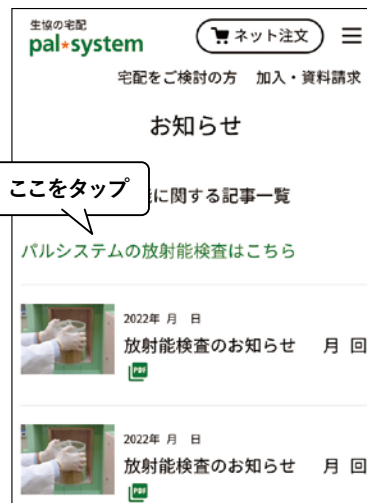 生協の宅配
pal*system
ネット注文
宅配をご検討の方 加入・資料請求
お知らせ
ここをタップ
に関する記事一覧
パルシステムの放射能検査はこちら
2022年 月 日
放射能検査のお知らせ 月 回
PDF
2022年 月 日
放射能検査のお知らせ 月 回
PDF